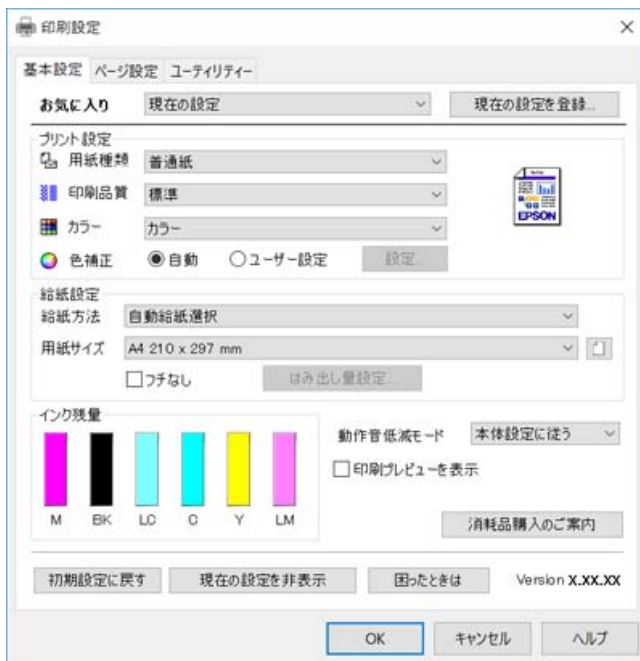 印刷設定
基本設定 ページ設定 ユーティリティー
お気に入り 現在の設定 現在の設定を登録...
プリント設定
用紙種類 普通紙
印刷品質 標準
カラー カラー
EPSON
色補正 自動 ユーザー設定 設定...
給紙設定
給紙方法 自動給紙選択
用紙サイズ A4 210 x 297 mm
フチなし はみ出し量設定...
インク残量
動作音低減モード 本体設定に従う
印刷プレビューを表示
M BK LC C Y LM
消耗品購入のご案内
初期設定に戻す 現在の設定を非表示 困ったときは Version X.XX.XX
OK キャンセル ヘルプ